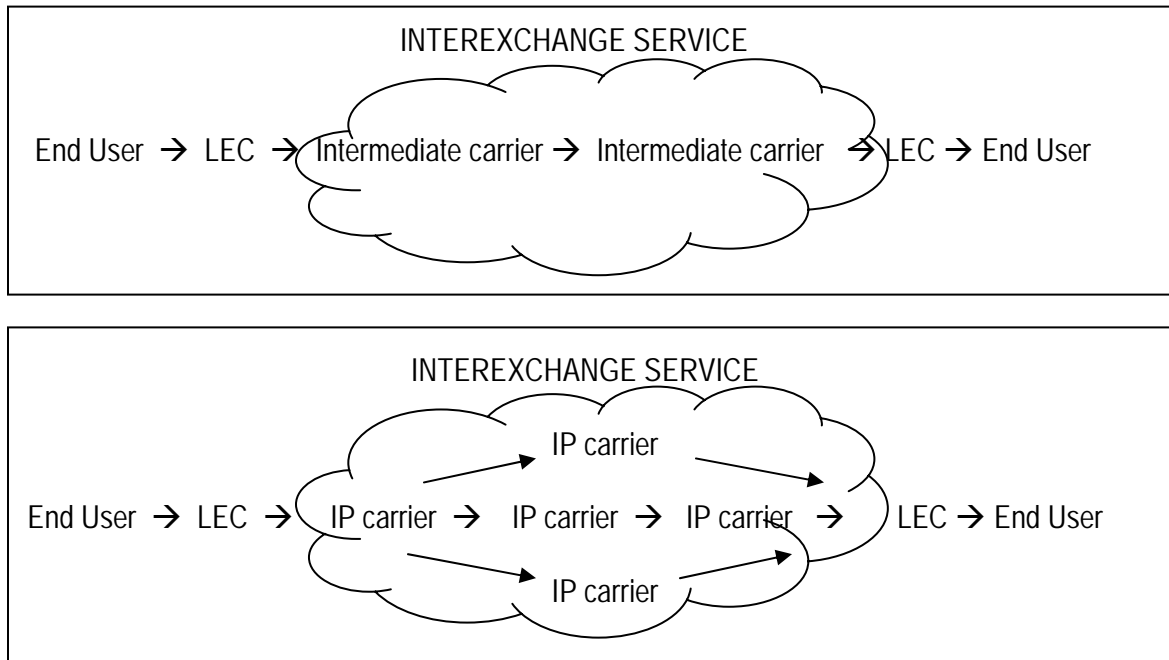 INTEREXCHANGE SERVICE
End User → LEC → Intermediate carrier → Intermediate carrier → LEC → End User
INTEREXCHANGE SERVICE
IP carrier
End User → LEC → IP carrier → IP carrier → IP carrier → LEC → End User
IP carrier